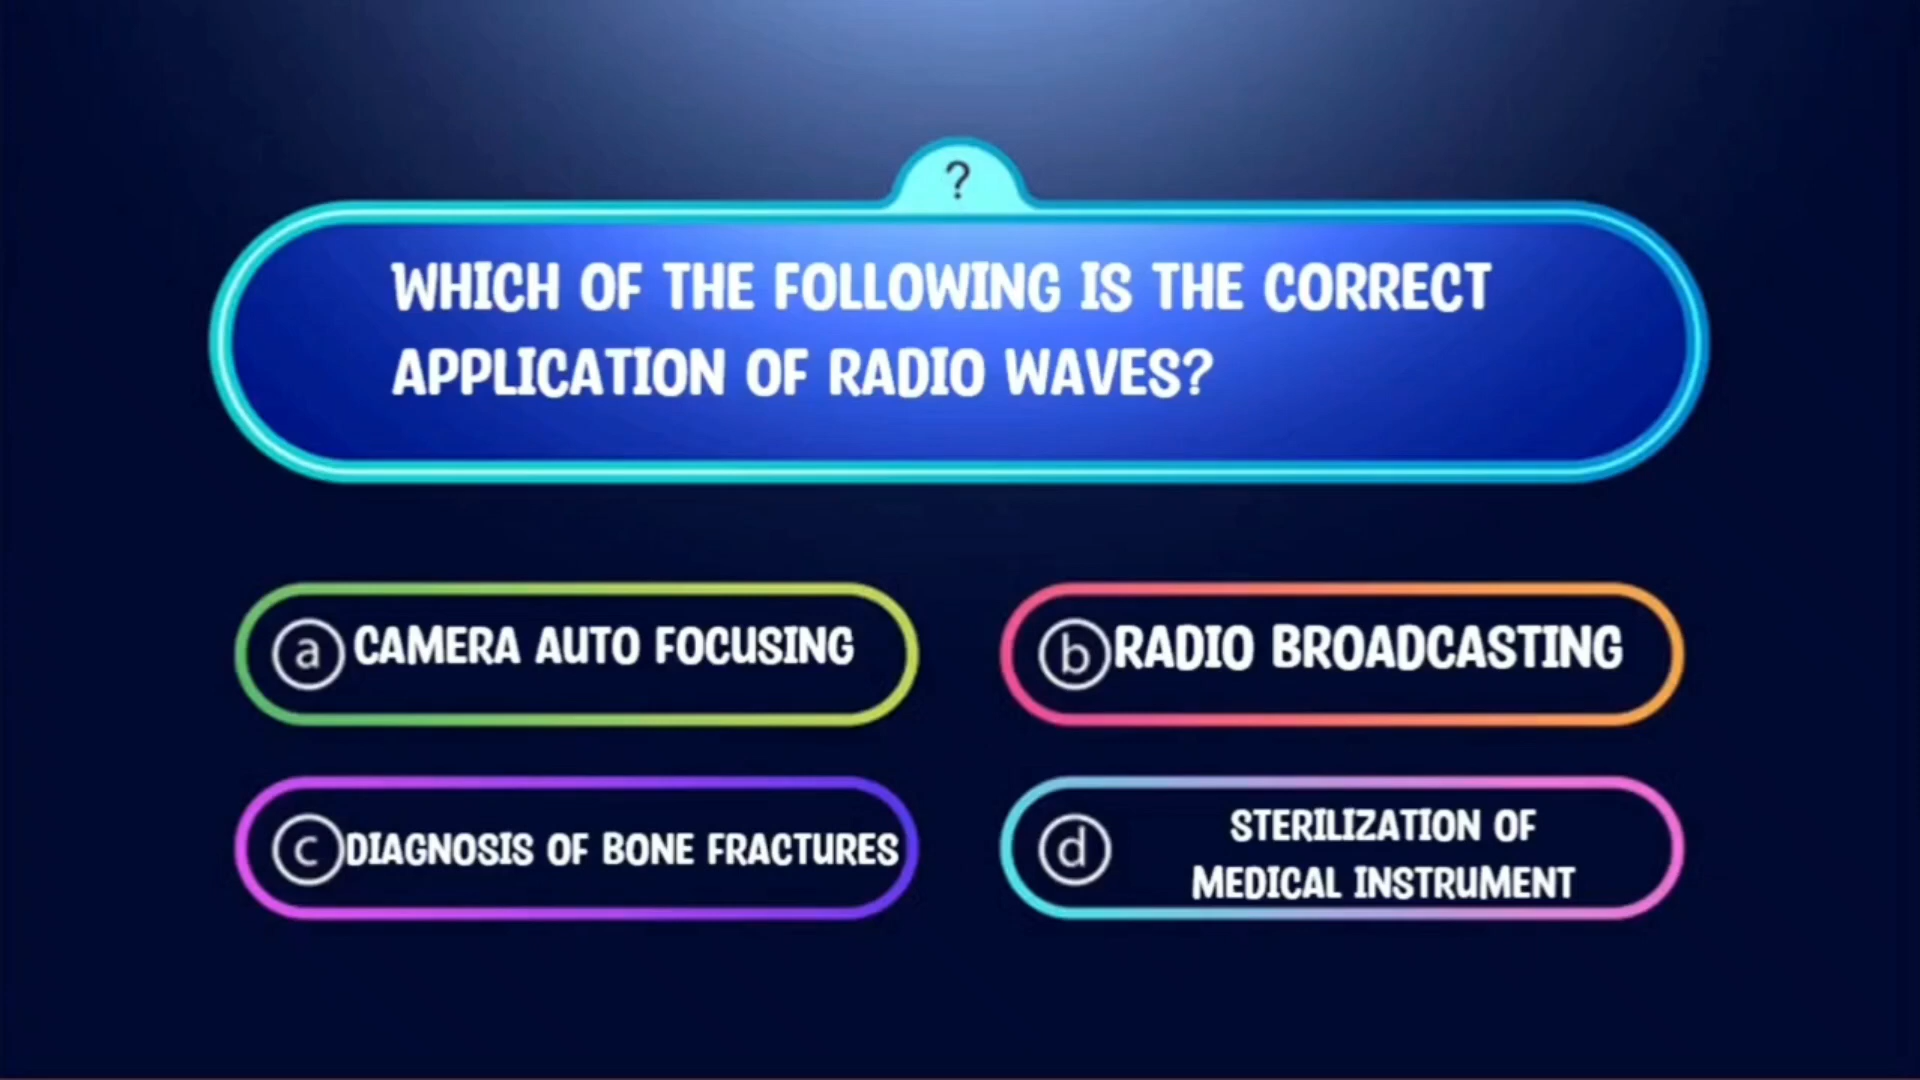 ?
WHICH OF THE FOLLOWING IS THE CORRECT
APPLICATION OF RADIO WAVES?
a CAMERA AUTO FOCUSING
b RADIO BROADCASTING
c DIAGNOSIS OF BONE FRACTURES
d STERILIZATION OF
MEDICAL INSTRUMENT